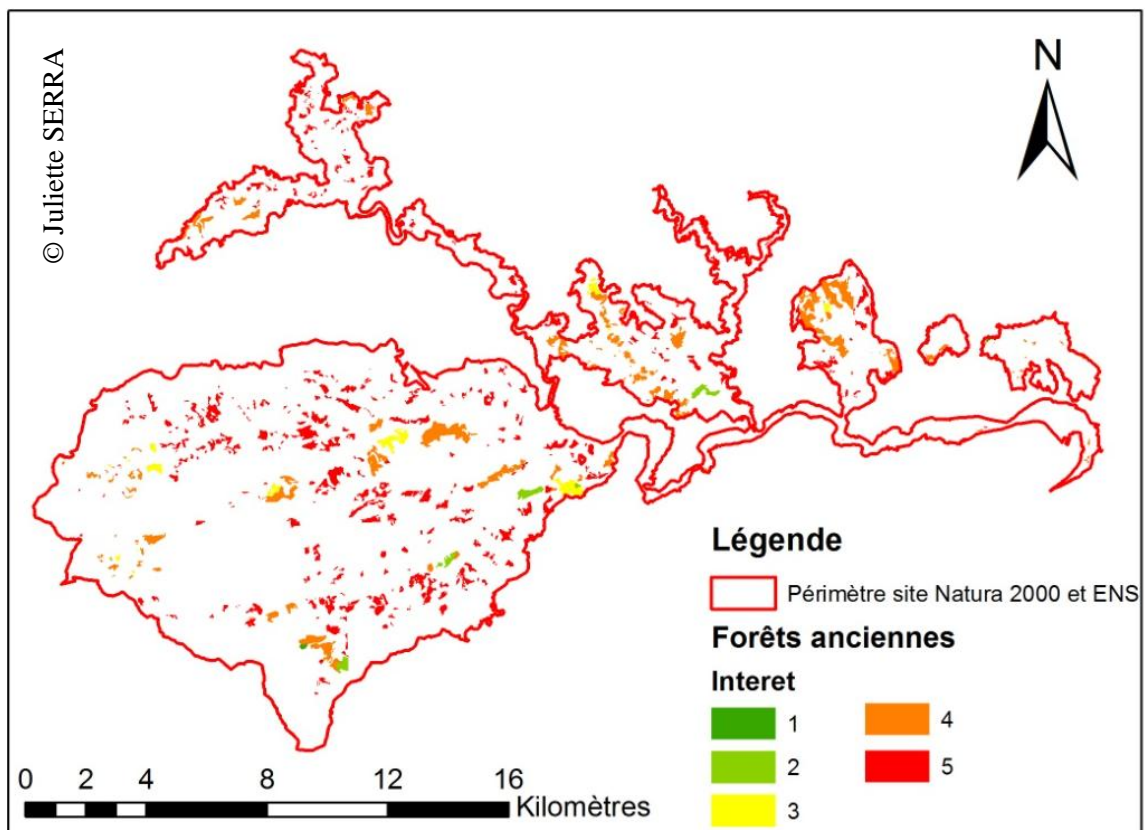 © Juliette SERRA
N
Légende
Périmètre site Natura 2000 et ENS
Forêts anciennes
Interet
1
4
2
5
3
0 2 4 8 12 16
Kilomètres